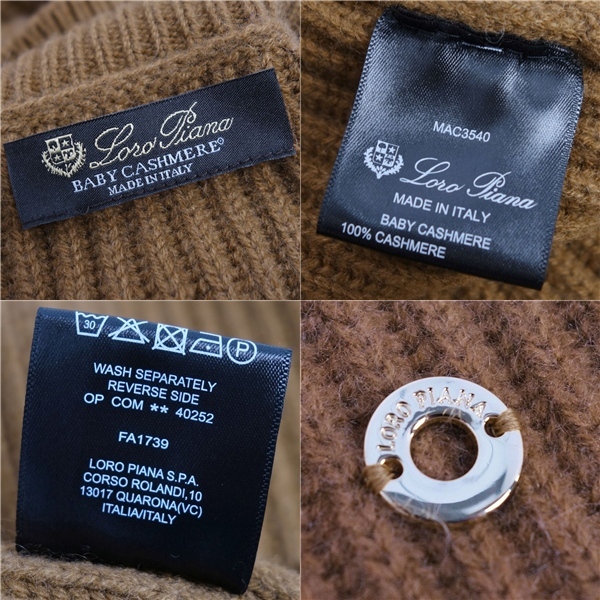 Loro Piana
BABY CASHMERE®
MADE IN ITALY
MAC3540
Loro Piana
MADE IN ITALY
BABY CASHMERE
100% CASHMERE
30 P
WASH SEPARATELY
REVERSE SIDE
OP COM ** 40252
FA1739
LORO PIANA S.P.A.
CORSO ROLANDI,10
13017 QUARONA(VC)
ITALIA/ITALY
LORO PIANA